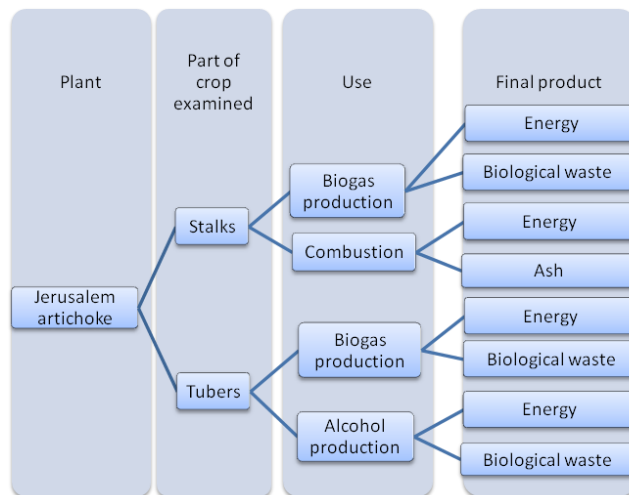 Plant
Part of
crop
examined
Use
Final product
Jerusalem
artichoke
Stalks
Tubers
Biogas
production
Combustion
Biogas
production
Alcohol
production
Energy
Biological waste
Energy
Ash
Energy
Biological waste
Energy
Biological waste